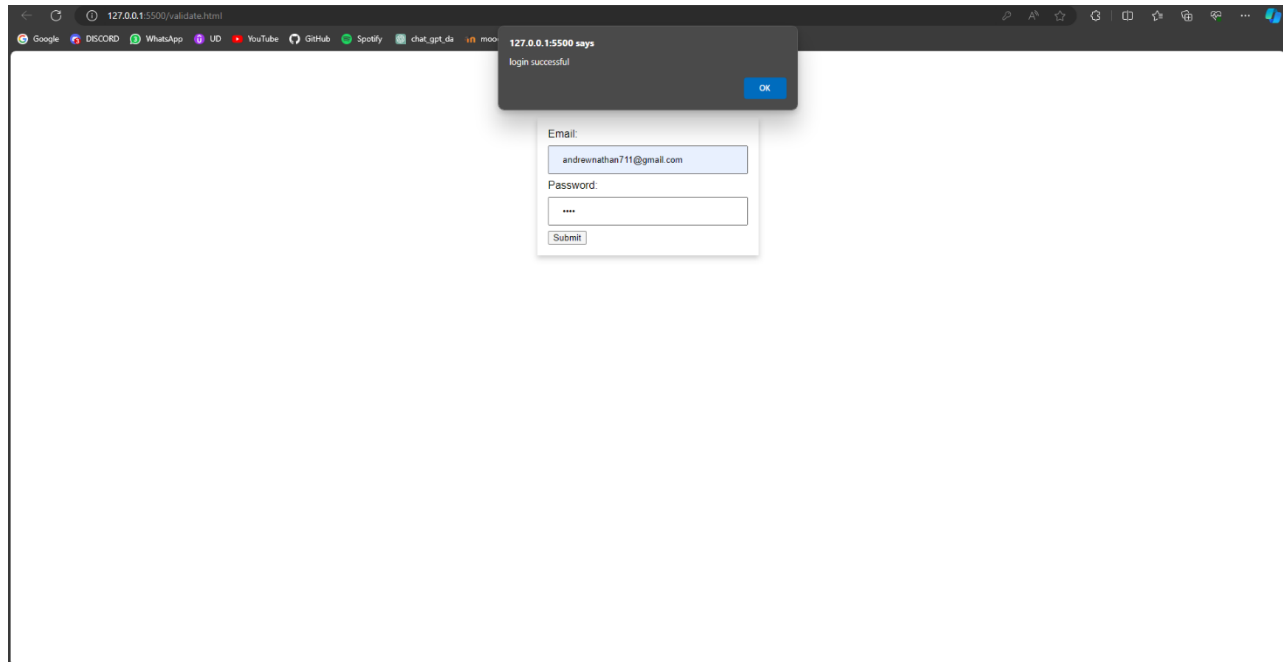 127.0.0.1:5500/validate.html
Google DISCORD WhatsApp UD YouTube GitHub Spotify chat_gpt_da moo
127.0.0.1:5500 says
login successful
OK
Email:
andrewnathan711@gmail.com
Password:
••••
Submit